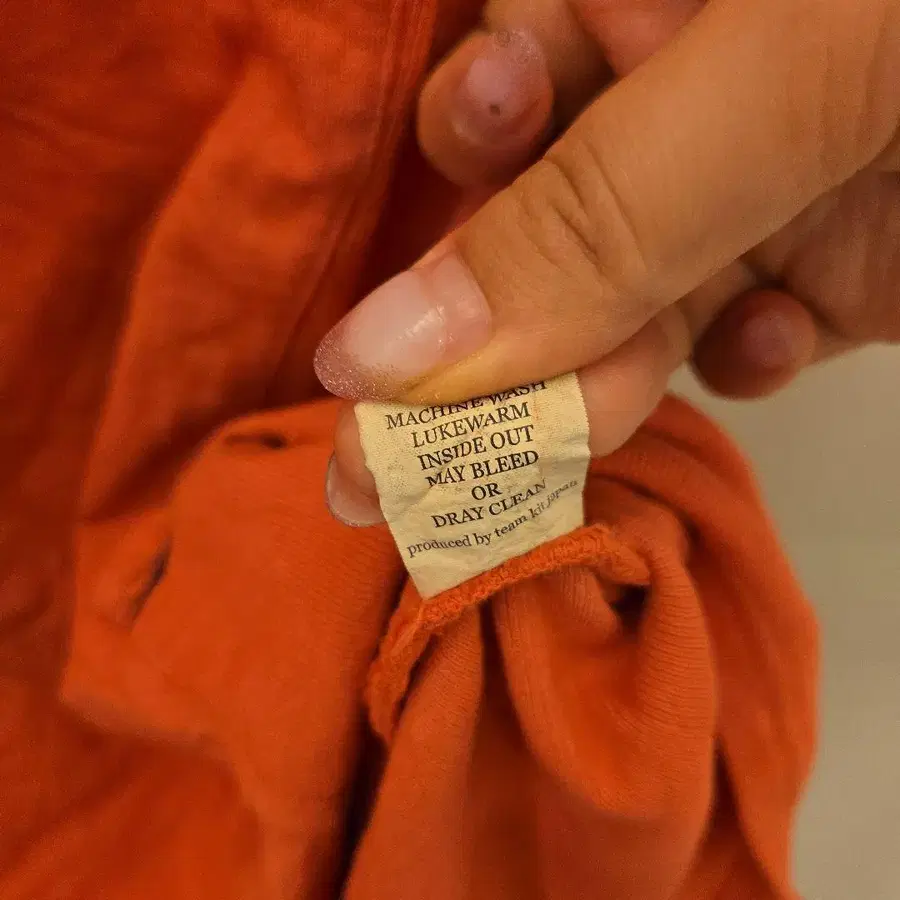 MACHINE WASH
LUKEWARM
INSIDE OUT
MAY BLEED
OR
DRAY CLEAN
produced by team kit japan